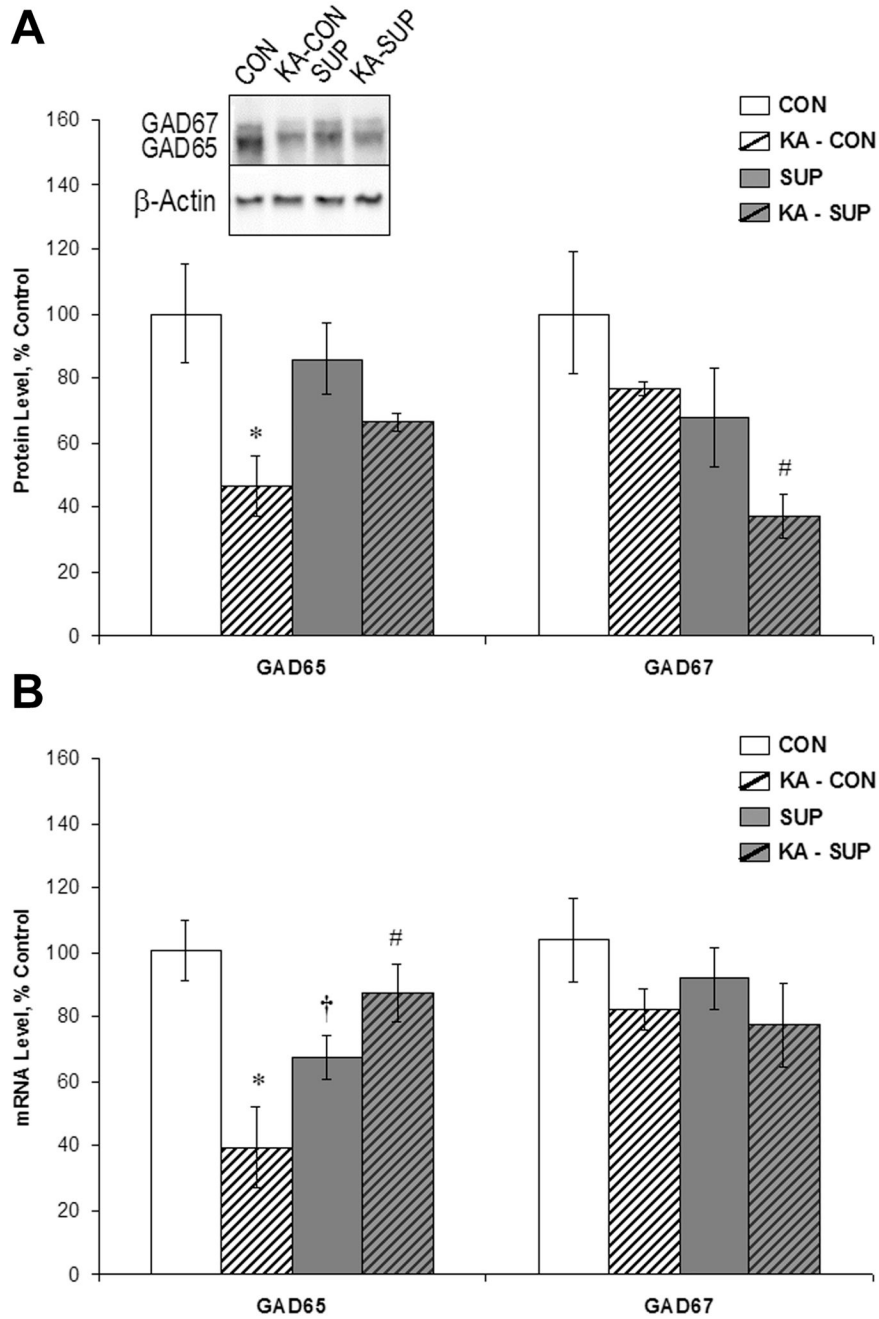 A
CON
KA-CON
SUP
KA-SUP
GAD67
GAD65
β-Actin
CON
KA - CON
SUP
KA - SUP
Protein Level, % Control
160
140
120
100
80
60
40
20
0
*
#
GAD65
GAD67
B
CON
KA - CON
SUP
KA - SUP
mRNA Level, % Control
160
140
120
100
80
60
40
20
0
*
†
#
GAD65
GAD67